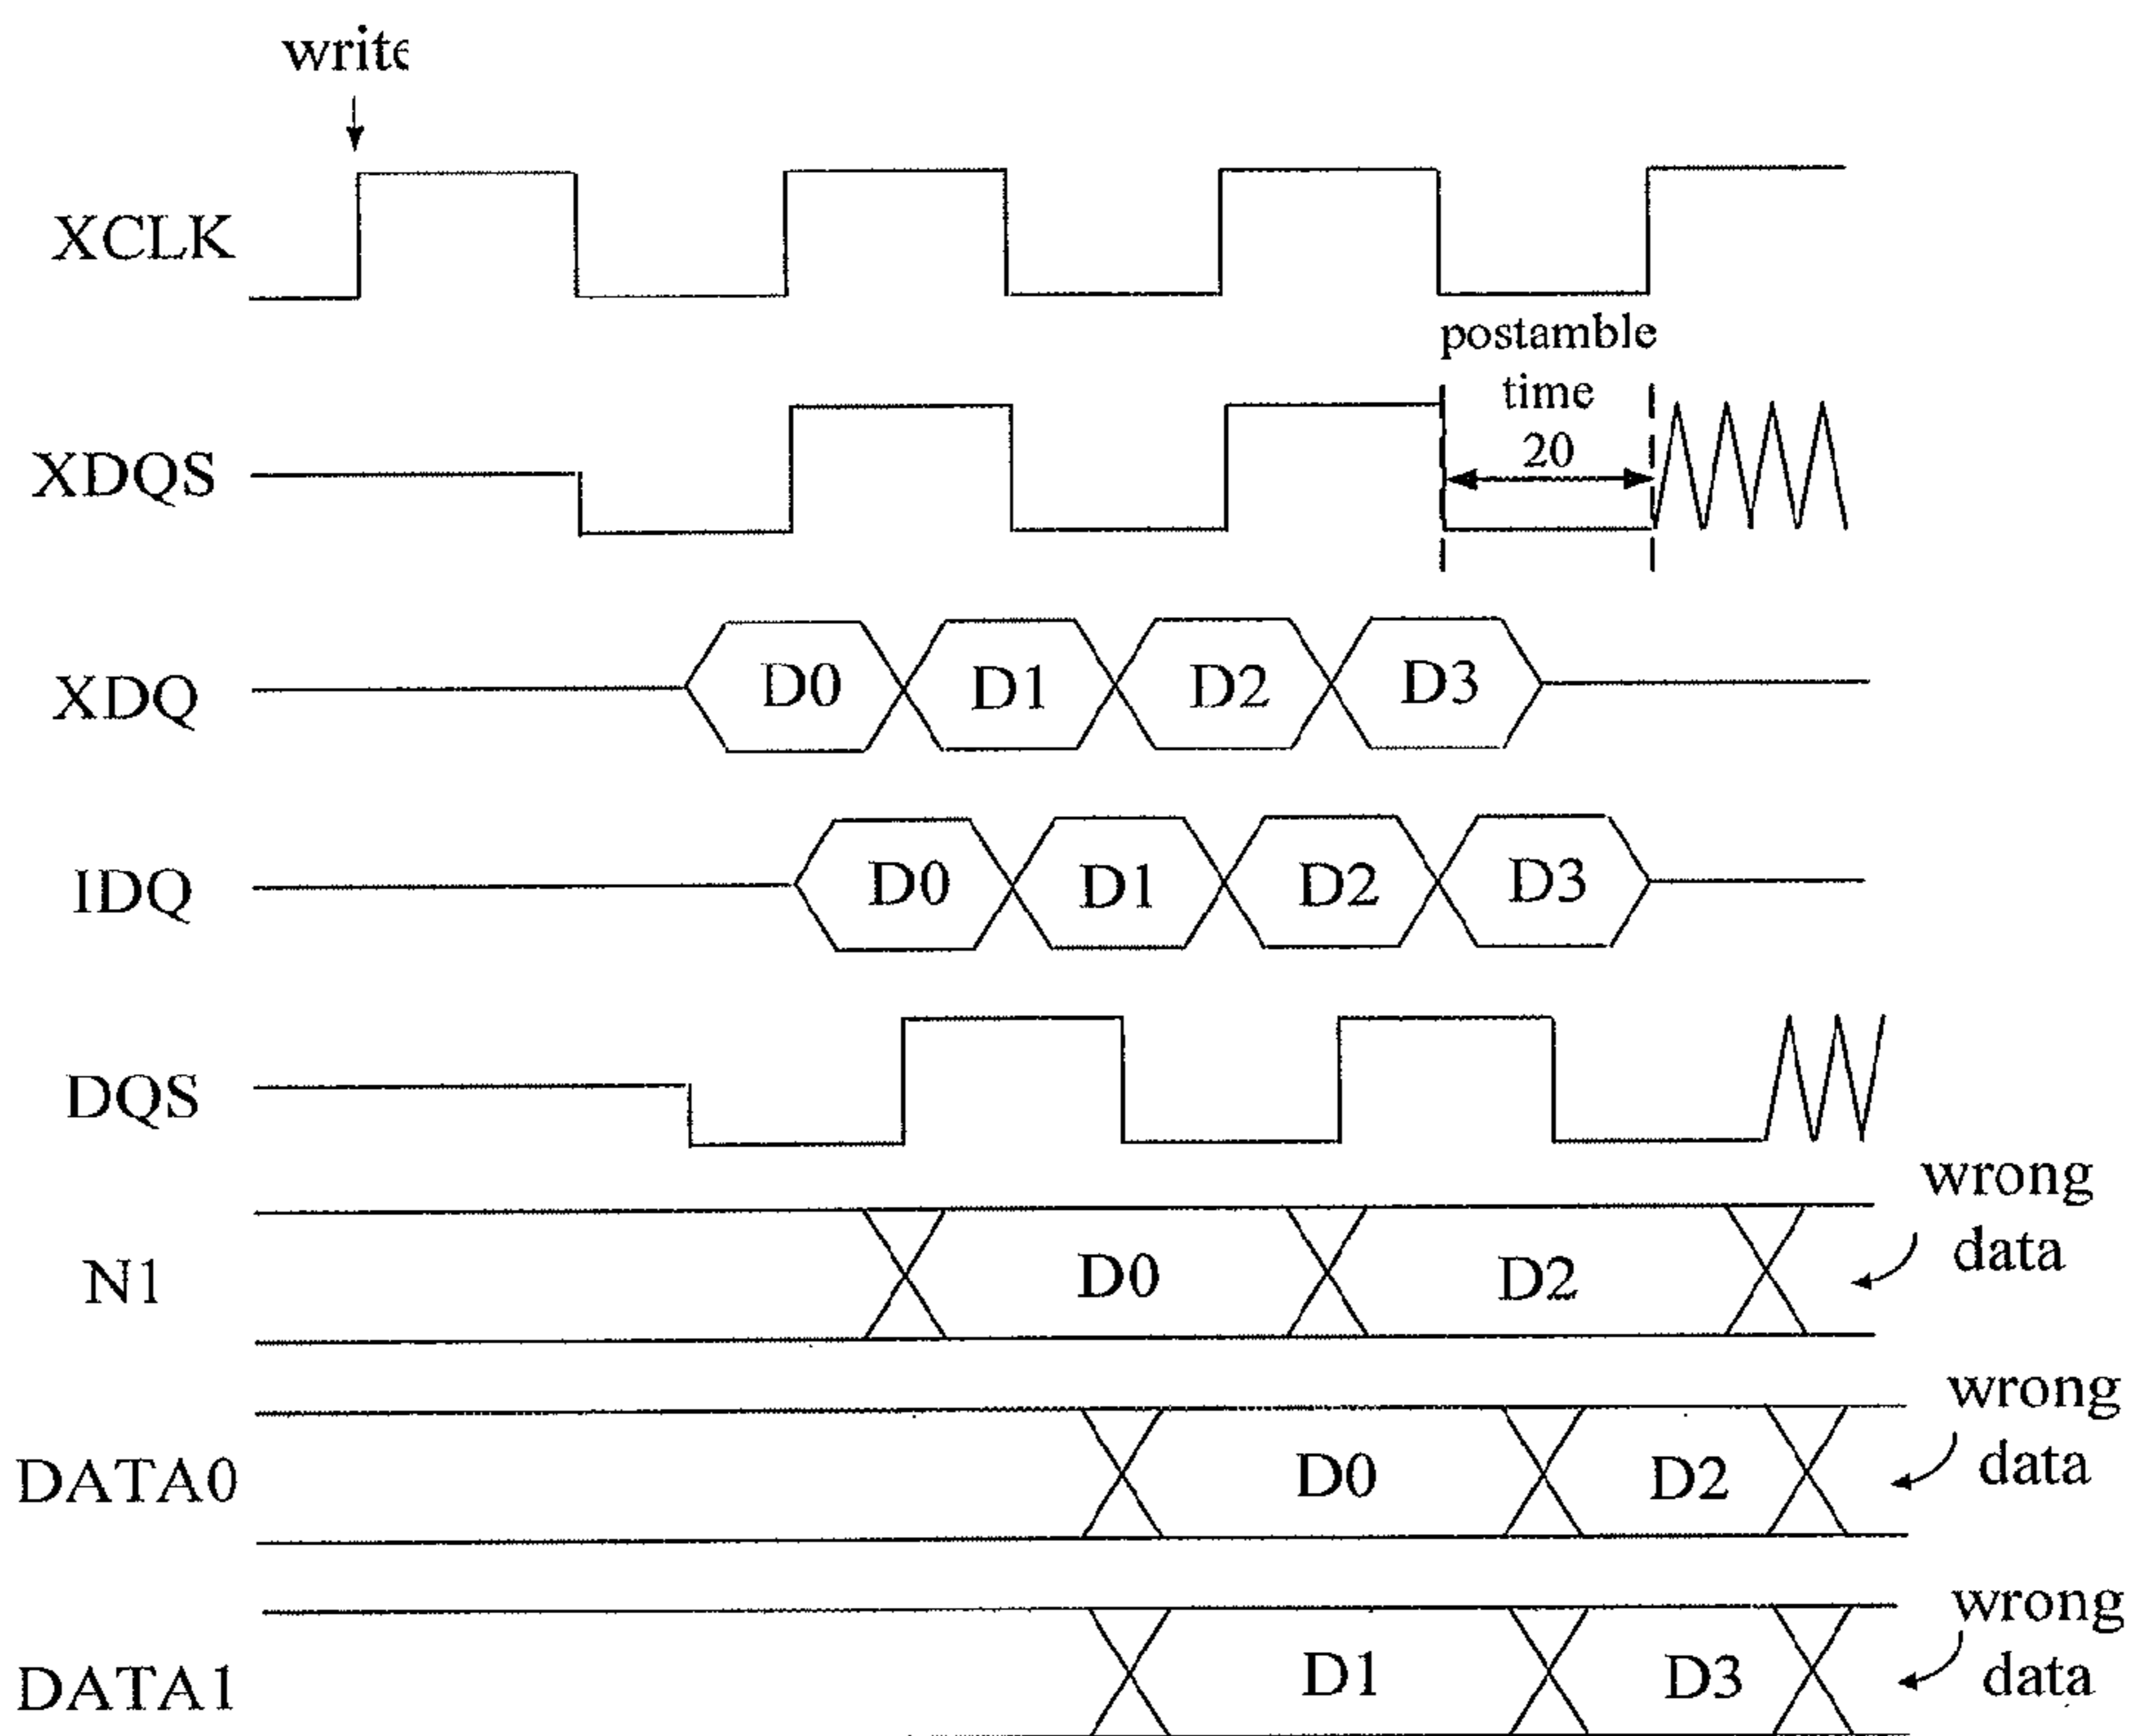 write
XCLK
postamble
time
20
XDQS
XDQ D0 D1 D2 D3
IDQ D0 D1 D2 D3
DQS
wrong
data
N1 D0 D2
wrong
data
DATA0 D0 D2
wrong
data
DATA1 D1 D3